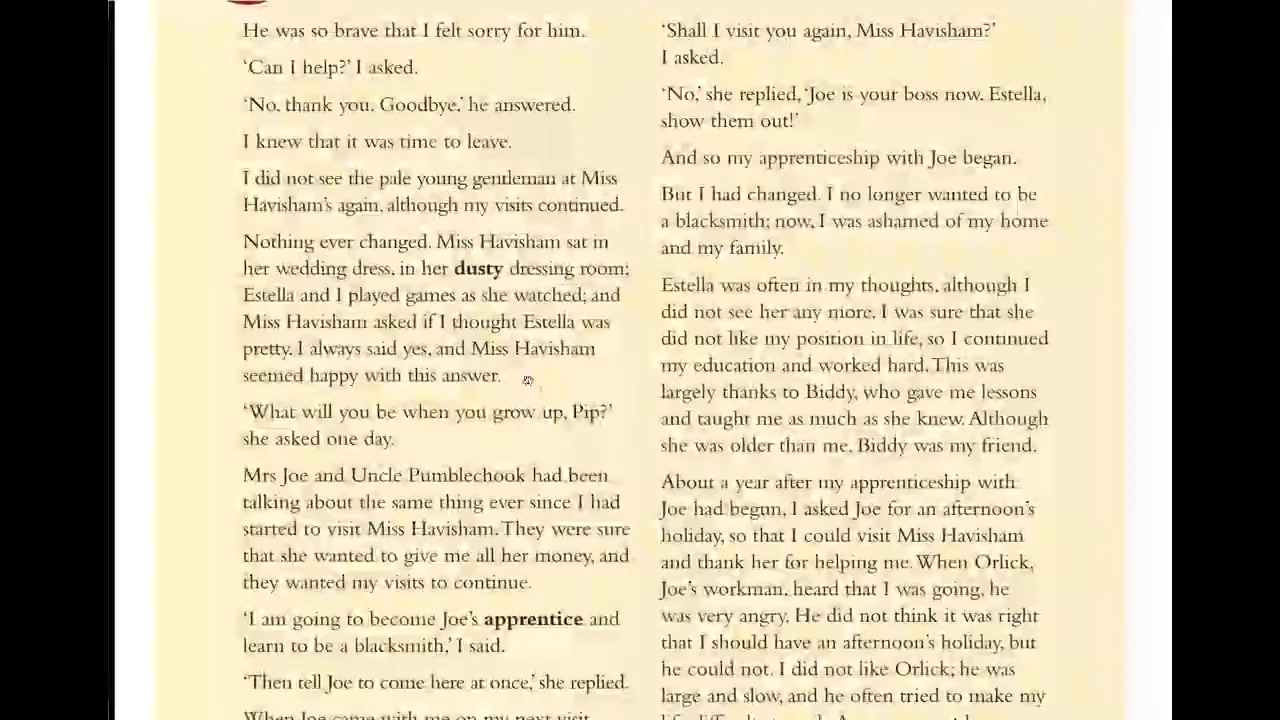 He was so brave that I felt sorry for him.
‘Can I help?’ I asked.
‘No, thank you. Goodbye,’ he answered.
I knew that it was time to leave.
I did not see the pale young gentleman at Miss
Havisham’s again, although my visits continued.
Nothing ever changed. Miss Havisham sat in
her wedding dress, in her dusty dressing room;
Estella and I played games as she watched; and
Miss Havisham asked if I thought Estella was
pretty. I always said yes, and Miss Havisham
seemed happy with this answer.
‘What will you be when you grow up, Pip?’
she asked one day.
Mrs Joe and Uncle Pumblechook had been
talking about the same thing ever since I had
started to visit Miss Havisham. They were sure
that she wanted to give me all her money, and
they wanted my visits to continue.
‘I am going to become Joe’s apprentice and
learn to be a blacksmith,’ I said.
‘Then tell Joe to come here at once,’ she replied.
When Joe came with me on my next visit
‘Shall I visit you again, Miss Havisham?’
I asked.
‘No,’ she replied, ‘Joe is your boss now. Estella,
show them out!’
And so my apprenticeship with Joe began.
But I had changed. I no longer wanted to be
a blacksmith; now, I was ashamed of my home
and my family.
Estella was often in my thoughts, although I
did not see her any more. I was sure that she
did not like my position in life, so I continued
my education and worked hard. This was
largely thanks to Biddy, who gave me lessons
and taught me as much as she knew. Although
she was older than me, Biddy was my friend.
About a year after my apprenticeship with
Joe had begun, I asked Joe for an afternoon’s
holiday, so that I could visit Miss Havisham
and thank her for helping me. When Orlick,
Joe’s workman, heard that I was going, he
was very angry. He did not think it was right
that I should have an afternoon’s holiday, but
he could not. I did not like Orlick; he was
large and slow, and he often tried to make my